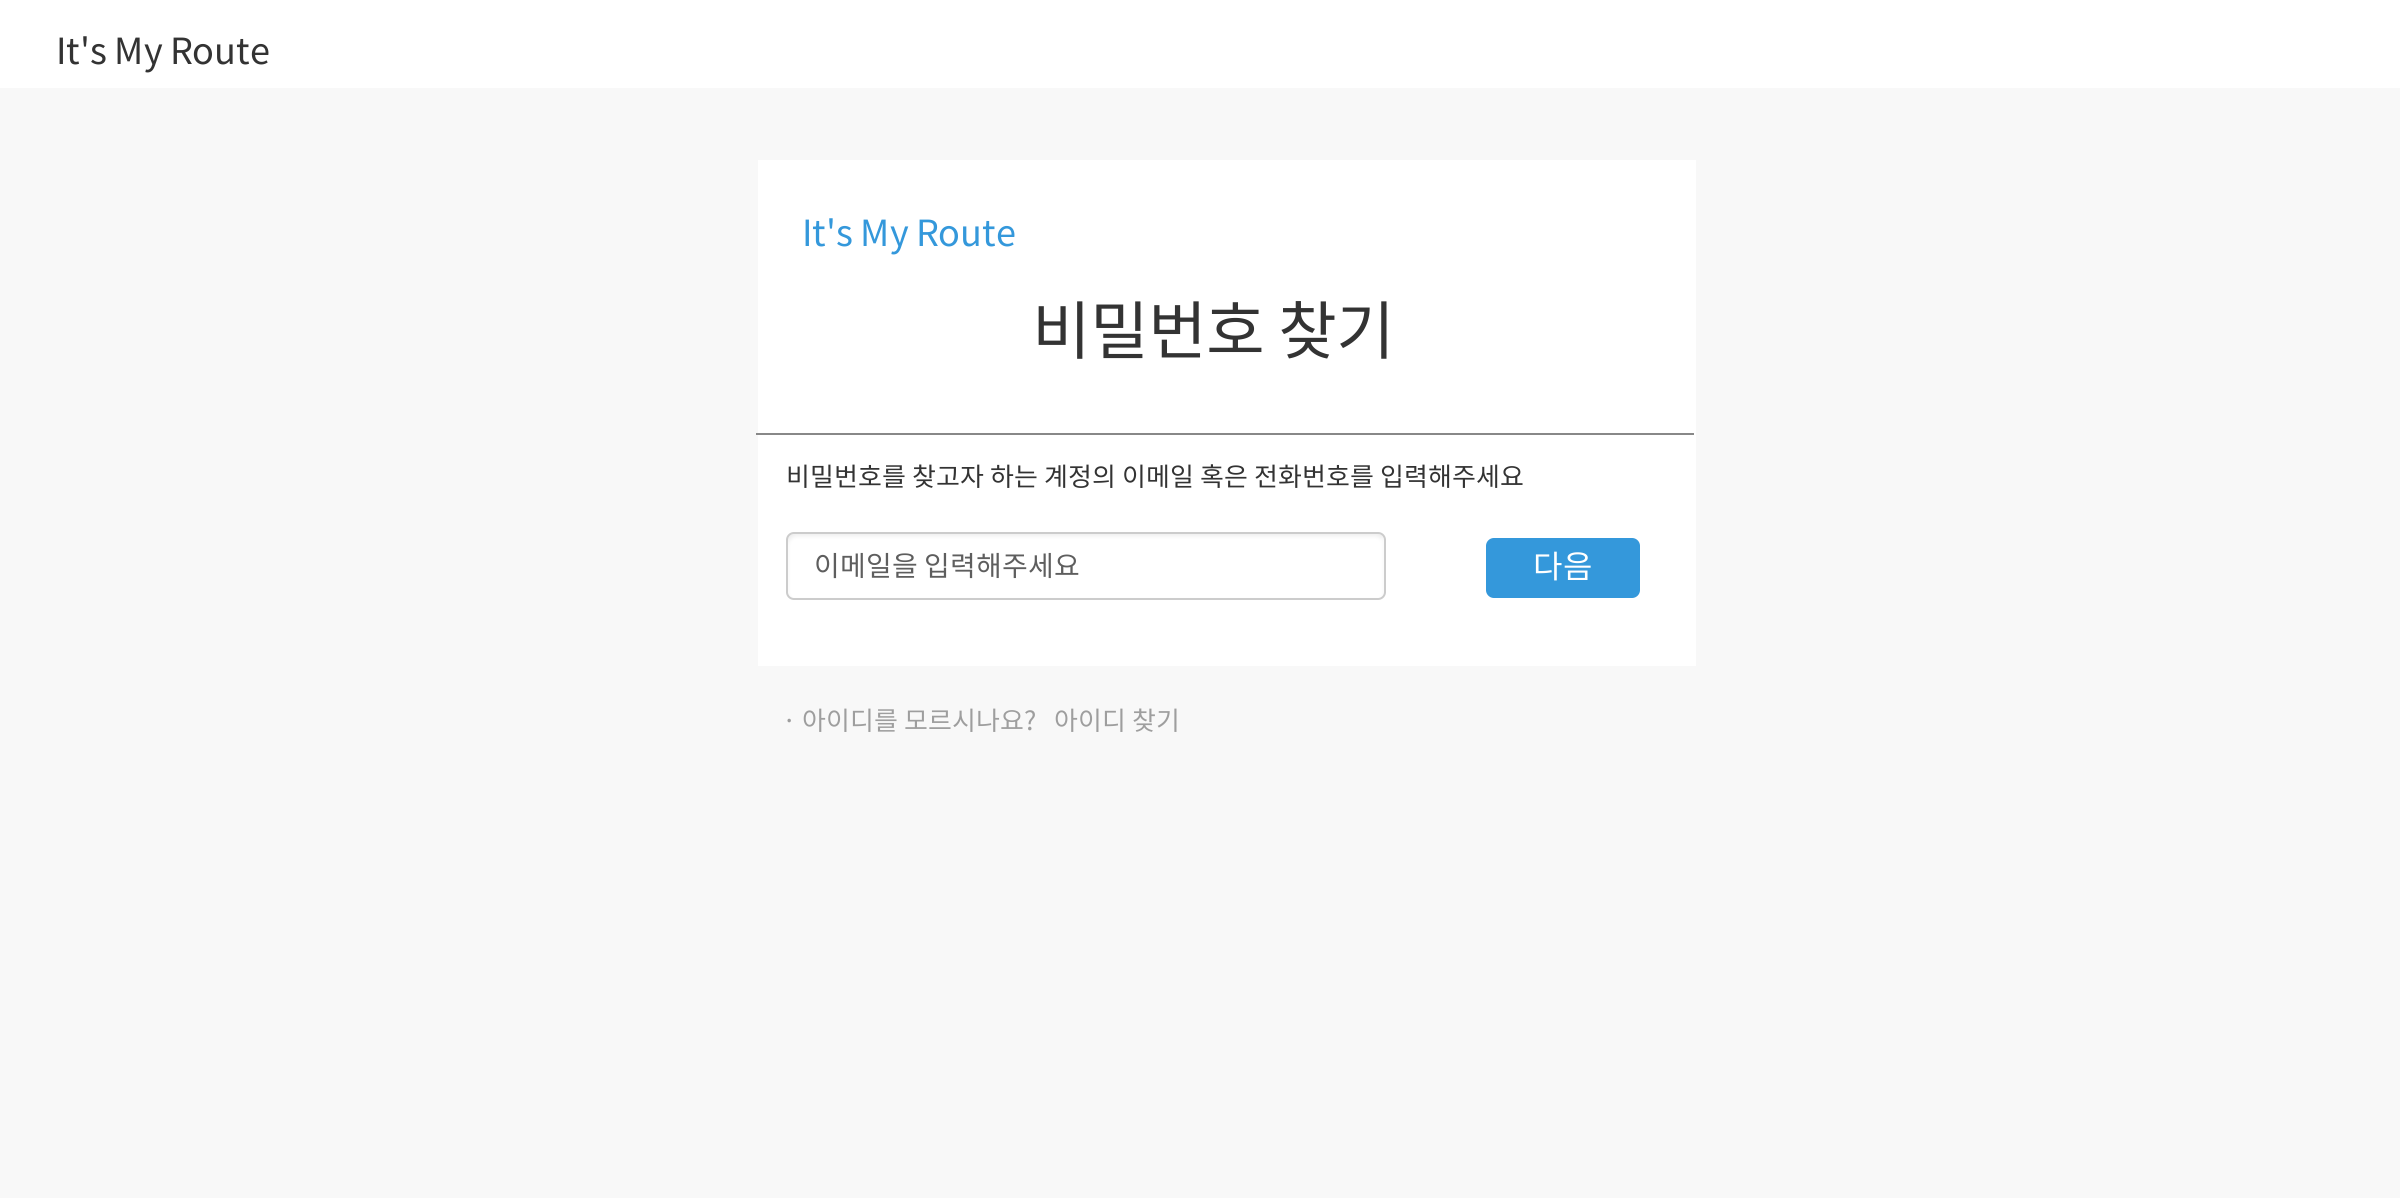 It's My Route
It's My Route
비밀번호 찾기
비밀번호를 찾고자 하는 계정의 이메일 혹은 전화번호를 입력해주세요
이메일을 입력해주세요
다음
· 아이디를 모르시나요? 아이디 찾기